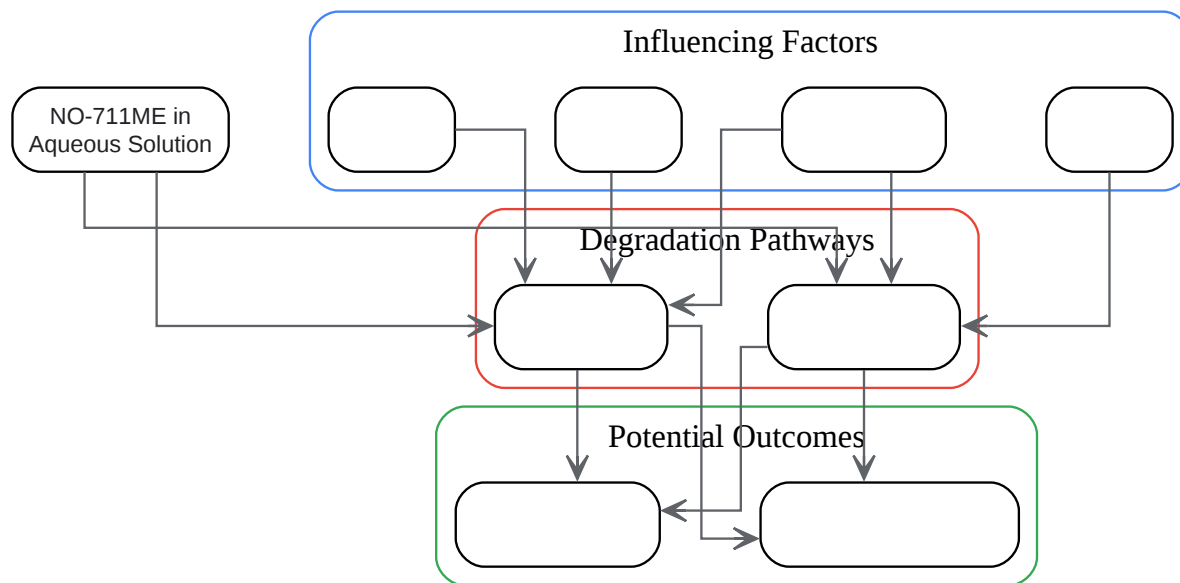 Influencing Factors
NO-711ME in
Aqueous Solution
Degradation Pathways
Potential Outcomes